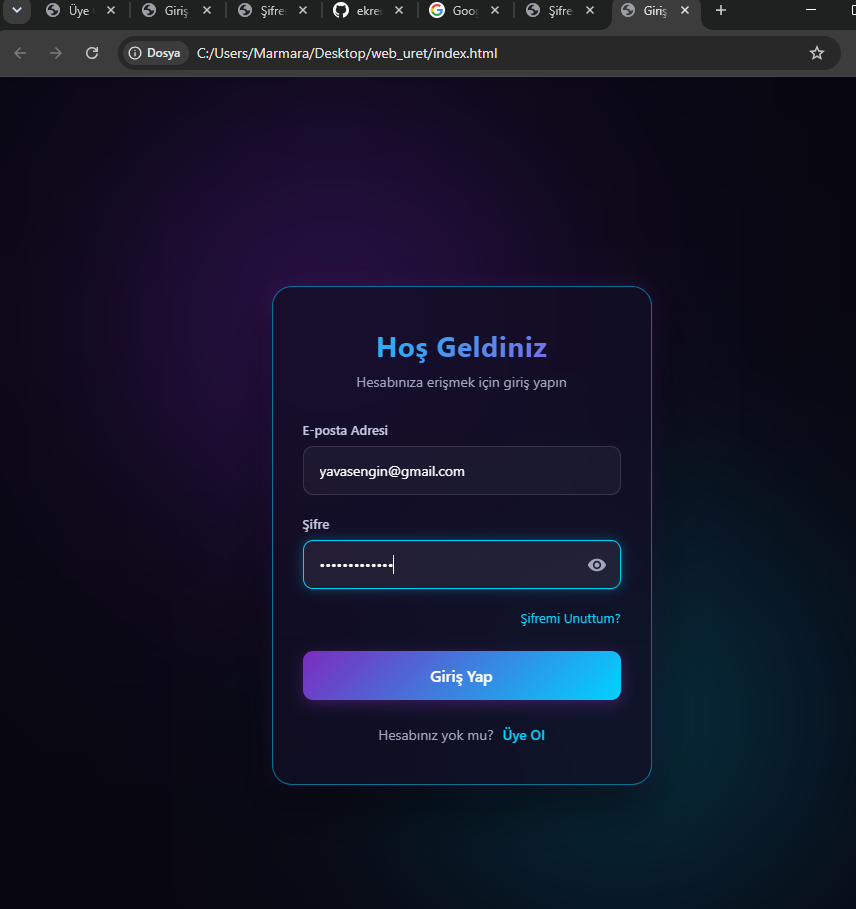 Üye
Giriş
Şifre
ekre
Goog
Şifre
Giriş
Dosya
C:/Users/Marmara/Desktop/web_uret/index.html
Hoş Geldiniz
Hesabınıza erişmek için giriş yapın
E-posta Adresi
yavasengin@gmail.com
Şifre
•••••••••••••
Şifremi Unuttum?
Giriş Yap
Hesabınız yok mu? Üye Ol